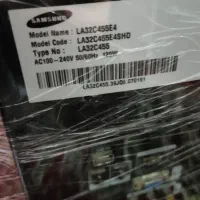 SAMSUNG
Model Name : LA32C455E4
Model Code : LA32C455E4SHD
Type No : LA32C455
AC100~240V 50/60Hz